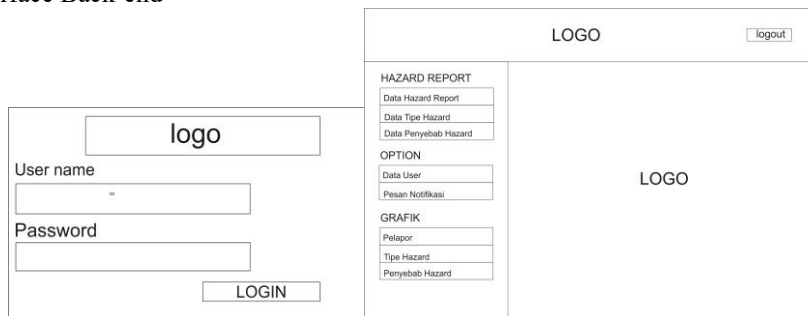 Back end
logo
User name
Password
LOGIN
LOGO
logout
HAZARD REPORT
Data Hazard Report
Data Tipe Hazard
Data Penyebab Hazard
OPTION
Data User
Pesan Notifikasi
GRAFIK
Pelapor
Tipe Hazard
Penyebab Hazard
LOGO